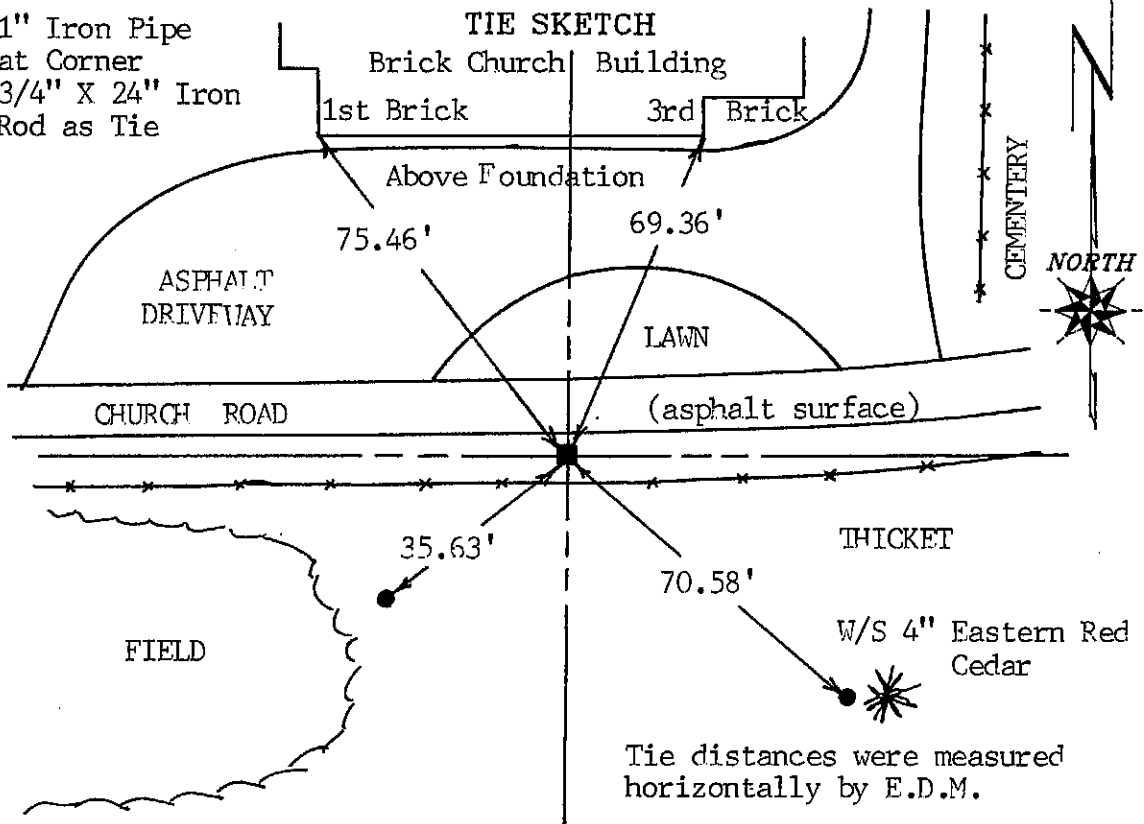 TIE SKETCH
1" Iron Pipe
at Corner
3/4" X 24" Iron
Rod as Tie
Brick Church Building
1st Brick 3rd Brick
Above Foundation
75.46' 69.36'
CEMENTERY
NORTH
ASPHALT
DRIVEWAY
LAWN
CHURCH ROAD (asphalt surface)
35.63'
70.58'
THICKET
FIELD
W/S 4" Eastern Red
Cedar
Tie distances were measured
horizontally by E.D.M.